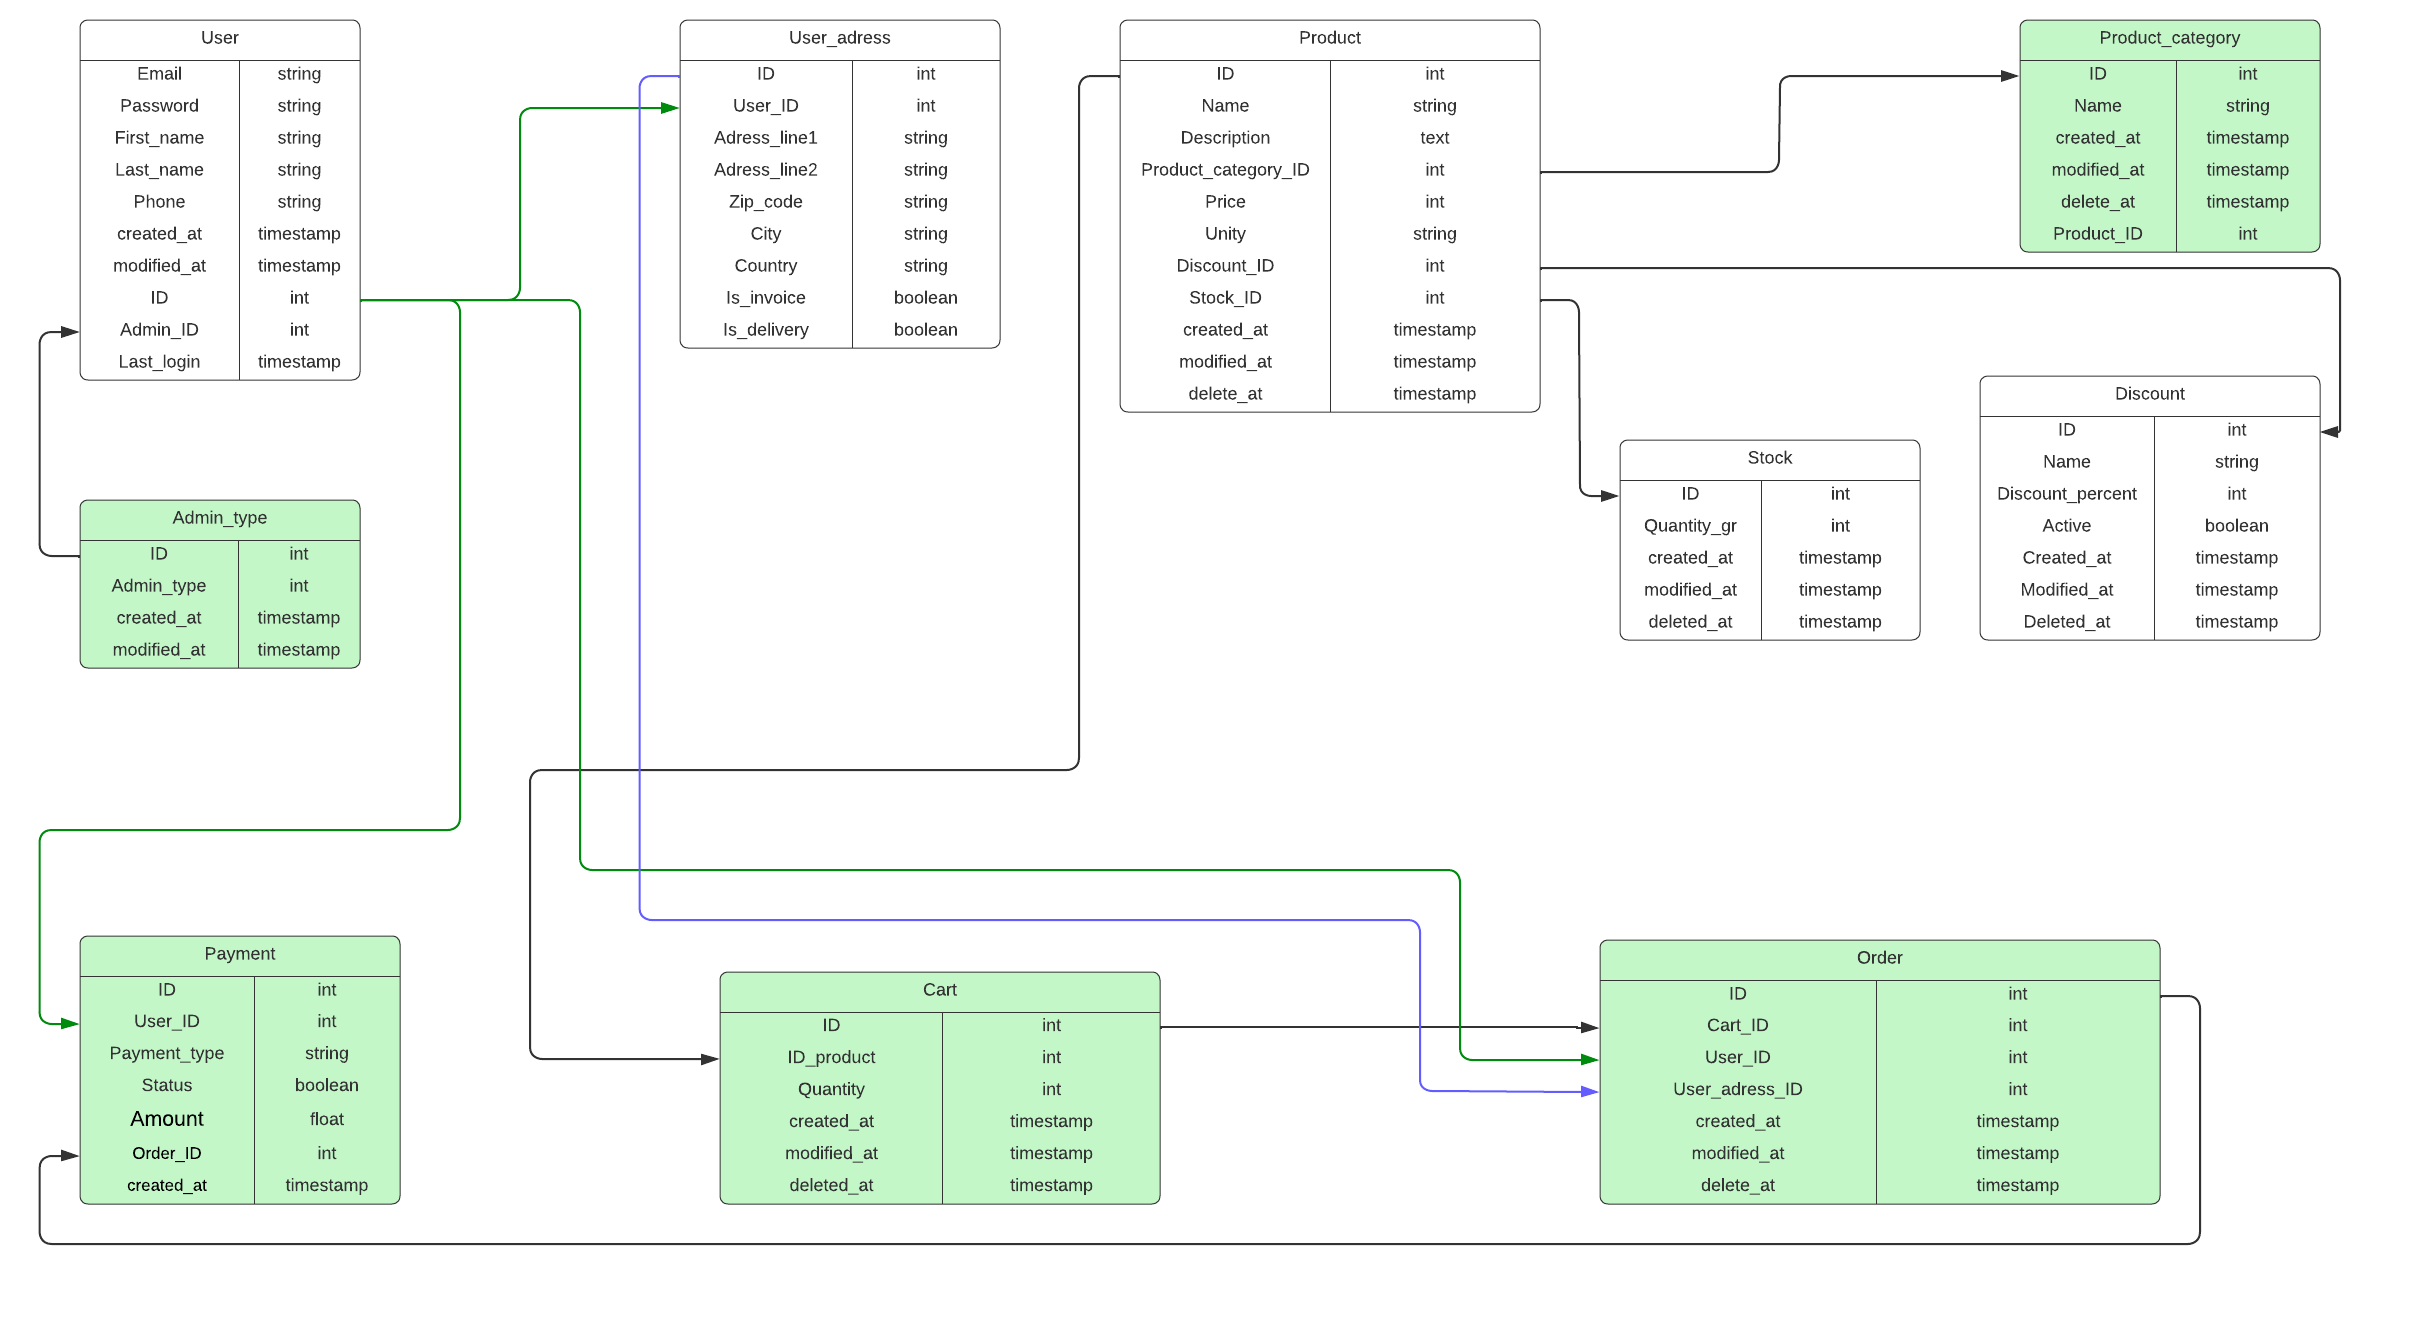 User
Email string
Password string
First_name string
Last_name string
Phone string
created_at timestamp
modified_at timestamp
ID int
Admin_ID int
Last_login timestamp
User_adress
ID int
User_ID int
Adress_line1 string
Adress_line2 string
Zip_code string
City string
Country string
Is_invoice boolean
Is_delivery boolean
Product
ID int
Name string
Description text
Product_category_ID int
Price int
Unity string
Discount_ID int
Stock_ID int
created_at timestamp
modified_at timestamp
delete_at timestamp
Product_category
ID int
Name string
created_at timestamp
modified_at timestamp
delete_at timestamp
Product_ID int
Discount
ID int
Name string
Discount_percent int
Active boolean
Created_at timestamp
Modified_at timestamp
Deleted_at timestamp
Stock
ID int
Quantity_gr int
created_at timestamp
modified_at timestamp
deleted_at timestamp
Admin_type
ID int
Admin_type int
created_at timestamp
modified_at timestamp
Payment
ID int
User_ID int
Payment_type string
Status boolean
Amount float
Order_ID int
created_at timestamp
Cart
ID int
ID_product int
Quantity int
created_at timestamp
modified_at timestamp
deleted_at timestamp
Order
ID int
Cart_ID int
User_ID int
User_adress_ID int
created_at timestamp
modified_at timestamp
delete_at timestamp